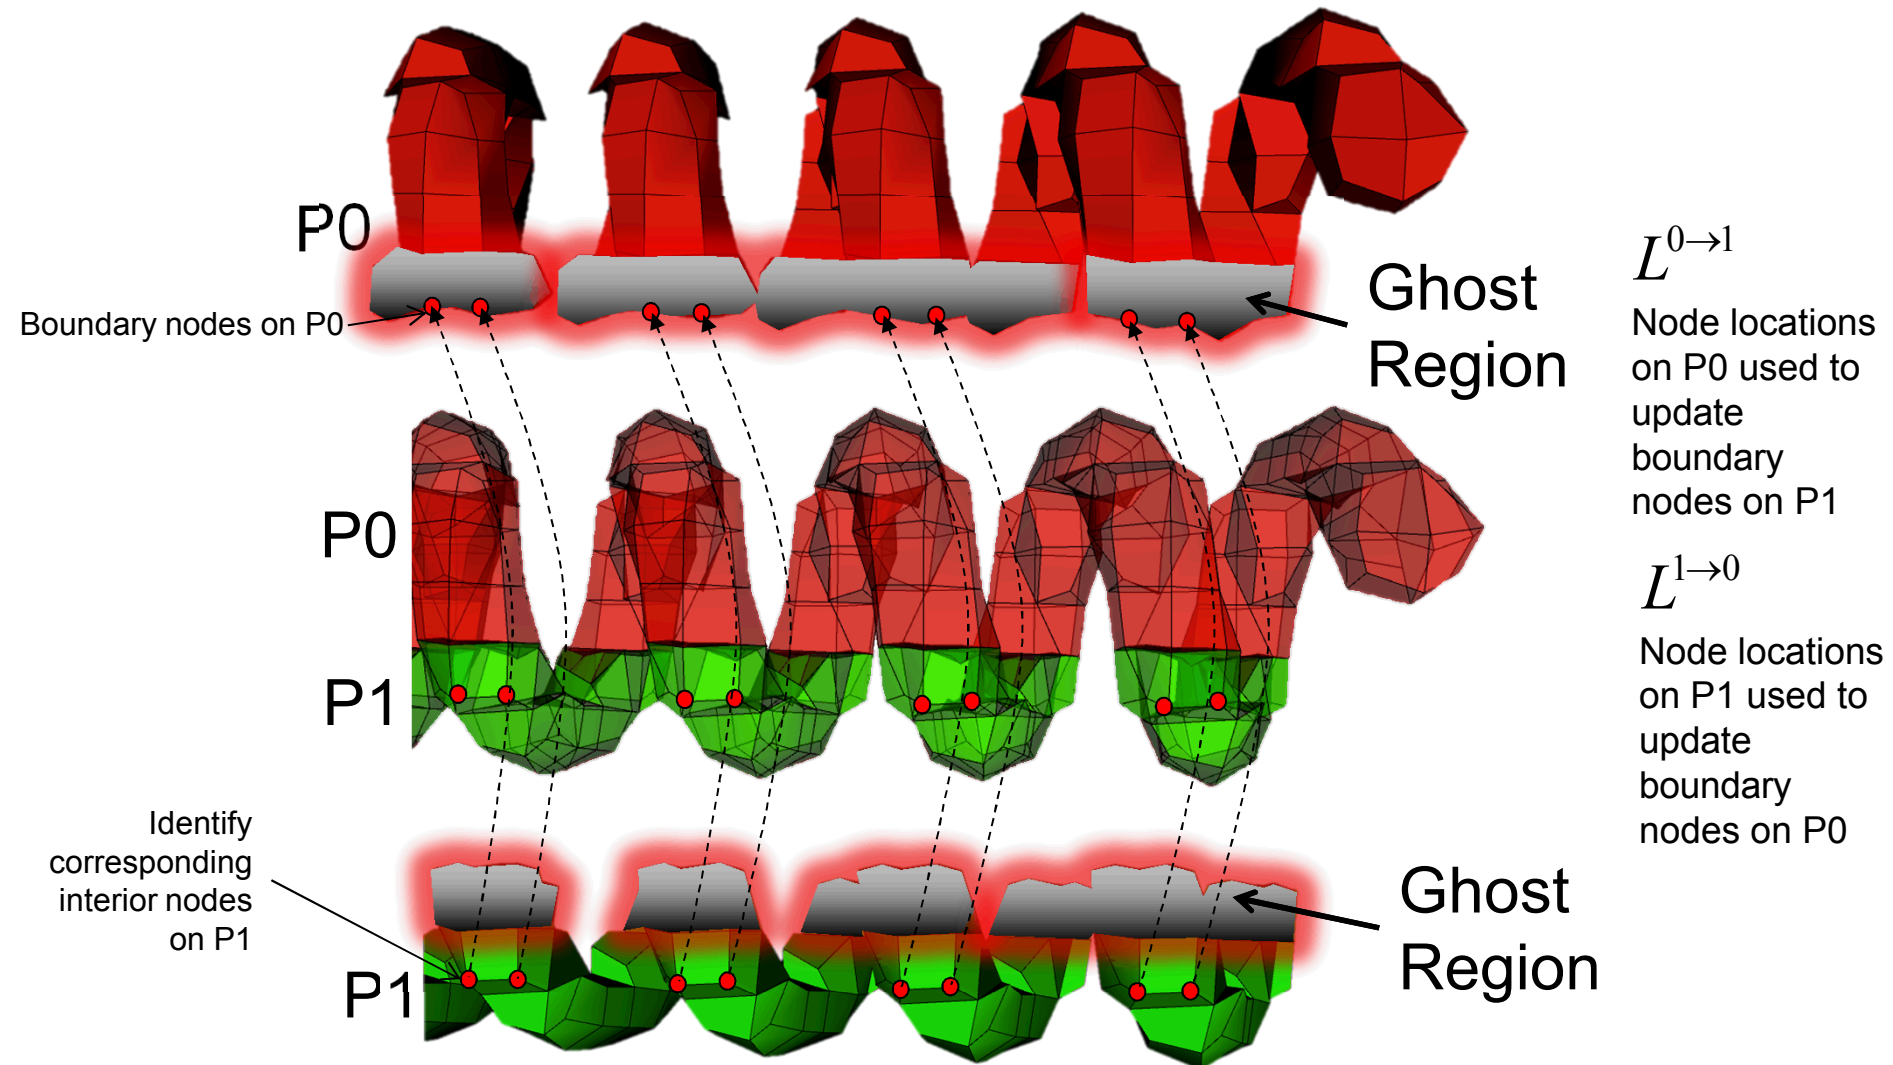 P0
Boundary nodes on P0
Ghost
Region
P0
P1
Identify
corresponding
interior nodes
on P1
P1
Ghost
Region
L^{0→1}
Node locations
on P0 used to
update
boundary
nodes on P1
L^{1→0}
Node locations
on P1 used to
update
boundary
nodes on P0